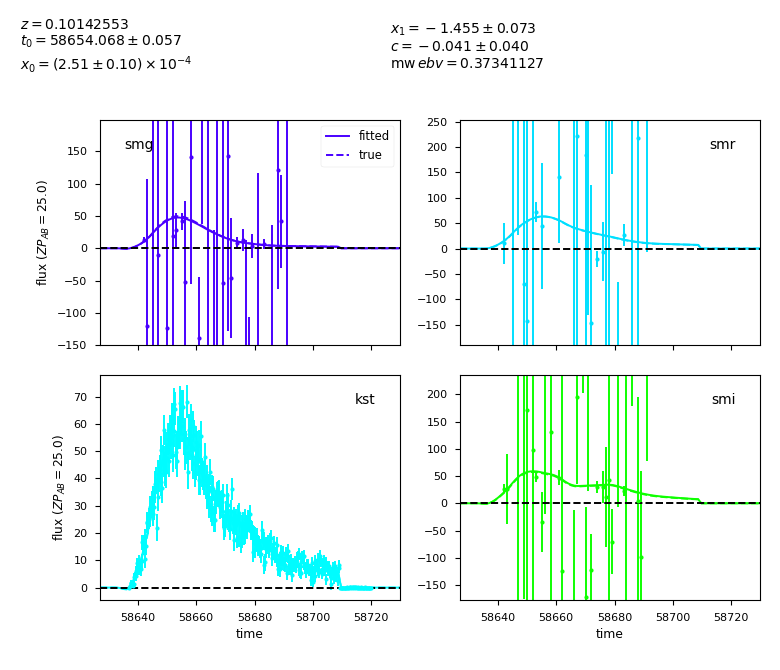 z = 0.10142553
t₀ = 58654.068 ± 0.057
x₀ = (2.51 ± 0.10) × 10⁻⁴
x₁ = −1.455 ± 0.073
c = −0.041 ± 0.040
mw ebv = 0.37341127
smg
fitted
true
150
100
50
0
−50
−100
−150
flux (ZP_AB = 25.0)
smr
250
200
150
100
50
0
−50
−100
−150
kst
70
60
50
40
30
20
10
0
flux (ZP_AB = 25.0)
58640 58660 58680 58700 58720
time
smi
200
150
100
50
0
−50
−100
−150
58640 58660 58680 58700 58720
time